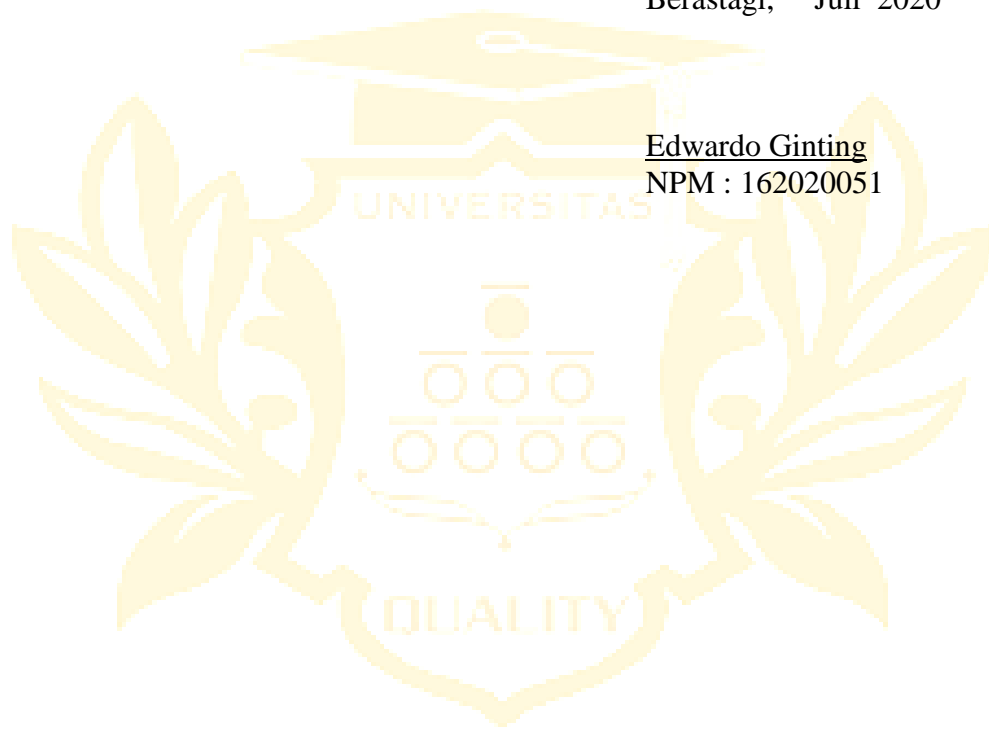 Berastagi, Juli 2020
Edwardo Ginting
NPM : 162020051
UNIVERSITAS
QUALITY